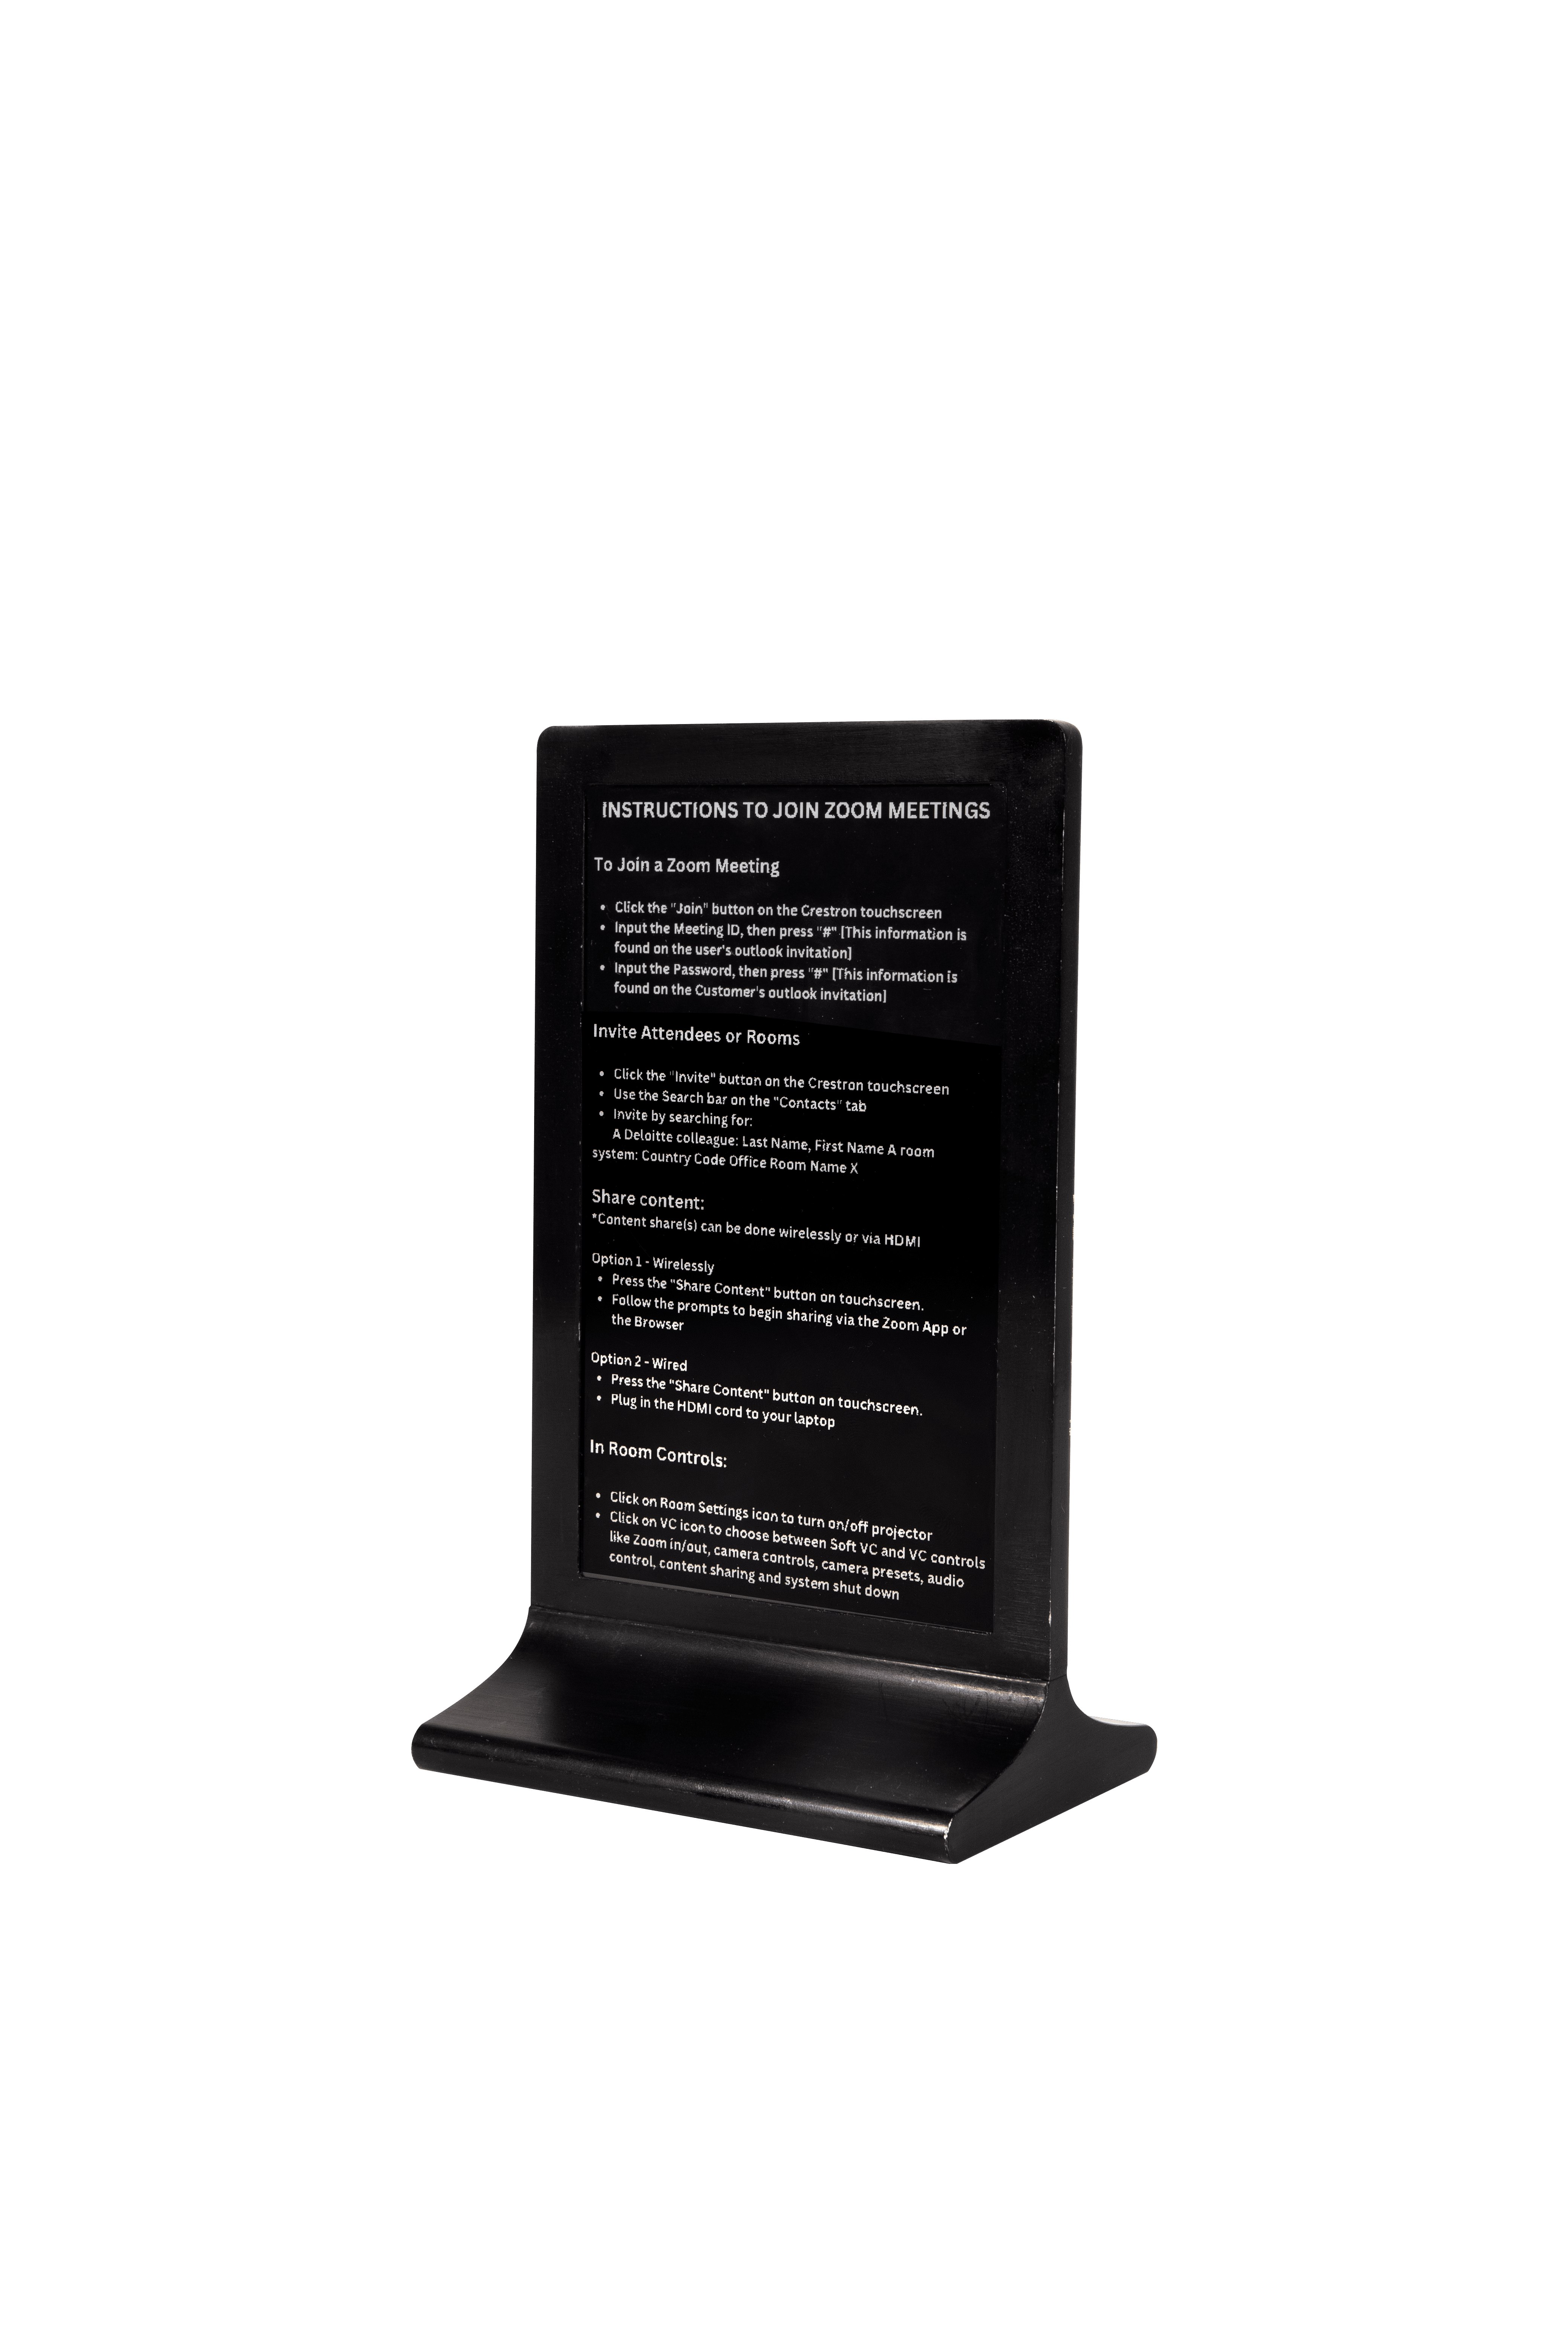 INSTRUCTIONS TO JOIN ZOOM MEETINGS
To Join a Zoom Meeting
• Click the "Join" button on the Crestron touchscreen
• Input the Meeting ID, then press "#" [This information is
found on the user's outlook invitation]
• Input the Password, then press "#" [This information is
found on the Customer's outlook invitation]
Invite Attendees or Rooms
• Click the "Invite" button on the Crestron touchscreen
• Use the Search bar on the "Contacts" tab
• Invite by searching for:
A Deloitte colleague: Last Name, First Name A room
system: Country Code Office Room Name X
Share content:
*Content share(s) can be done wirelessly or via HDMI
Option 1 - Wirelessly
• Press the "Share Content" button on touchscreen.
• Follow the prompts to begin sharing via the Zoom App or
the Browser
Option 2 - Wired
• Press the "Share Content" button on touchscreen.
• Plug in the HDMI cord to your laptop
In Room Controls:
• Click on Room Settings icon to turn on/off projector
• Click on VC icon to choose between Soft VC and VC controls
like Zoom in/out, camera controls, camera presets, audio
control, content sharing and system shut down